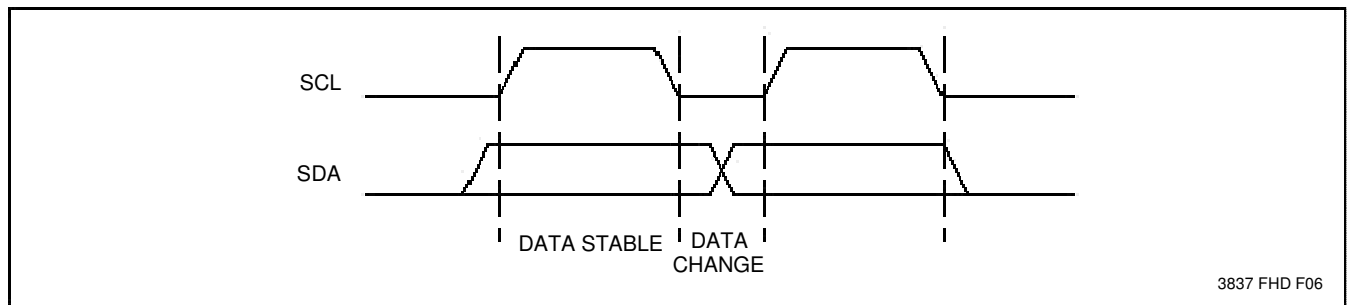 SCL
SDA
DATA STABLE
DATA
CHANGE
3837 FHD F06